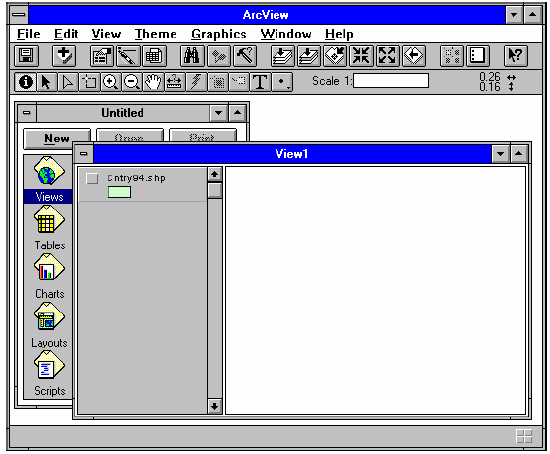 ArcView
File Edit View Theme Graphics Window Help
T
Scale 1:
0.26
0.16
Untitled
New Open Print
View1
Cntry94.shp
Views
Tables
Charts
Layouts
Scripts